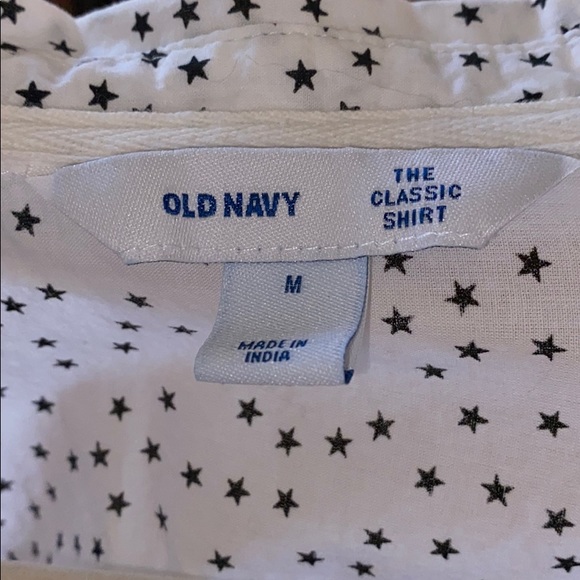 OLD NAVY
THE
CLASSIC
SHIRT
M
MADE IN
INDIA